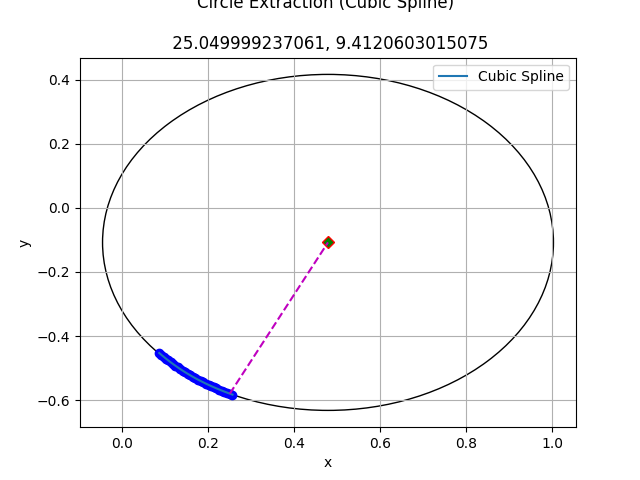 Circle Extraction (Cubic Spline)
25.049999237061, 9.4120603015075
Cubic Spline
0.4
0.2
0.0
−0.2
−0.4
−0.6
y
0.0 0.2 0.4 0.6 0.8 1.0
x